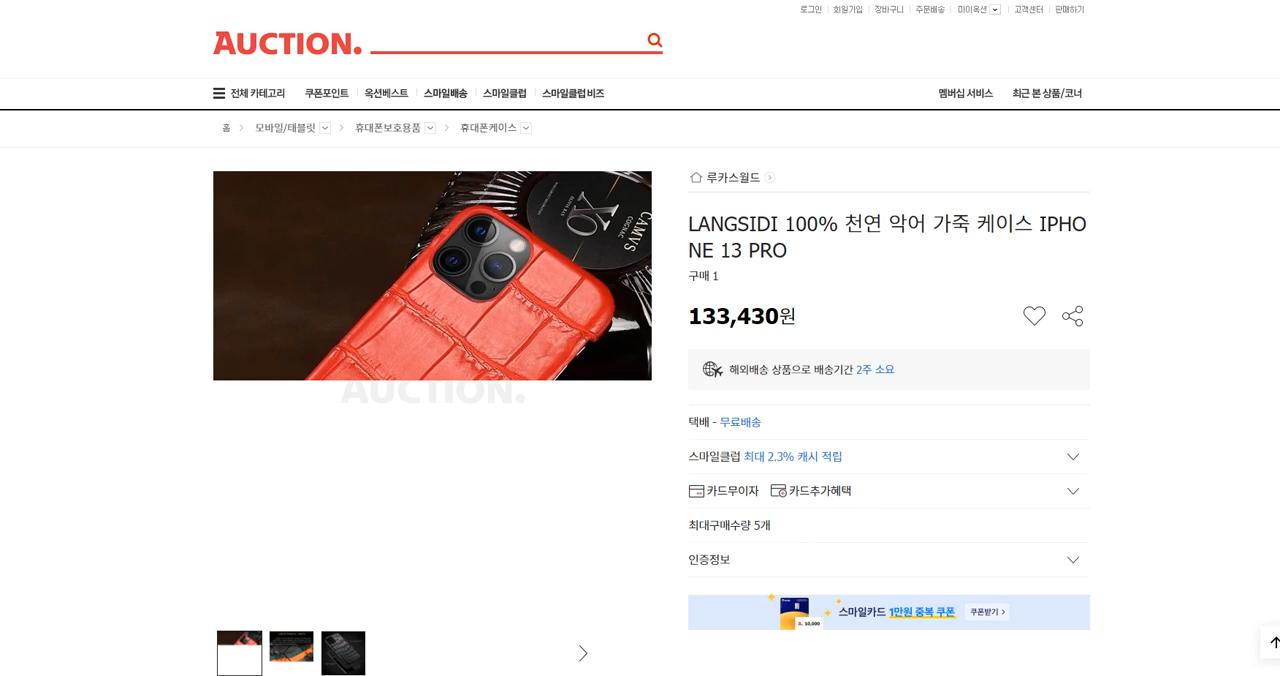 로그인 회원가입 장바구니 주문배송 마이옥션 고객센터 판매하기
AUCTION.
전체 카테고리 쿠폰포인트 옥션베스트 스마일배송 스마일클럽 스마일클럽 비즈 멤버십 서비스 최근 본 상품/코너
홈 모바일/태블릿 휴대폰보호용품 휴대폰케이스
루카스월드
XO
COGNAC
CAMVS
LANGSIDI 100% 천연 악어 가죽 케이스 IPHO
NE 13 PRO
구매 1
133,430원
해외배송 상품으로 배송기간 2주 소요
AUCTION.
택배 - 무료배송
스마일클럽 최대 2.3% 캐시 적립
카드무이자 카드추가혜택
최대구매수량 5개
인증정보
10,000
스마일카드 1만원 중복 쿠폰 쿠폰받기